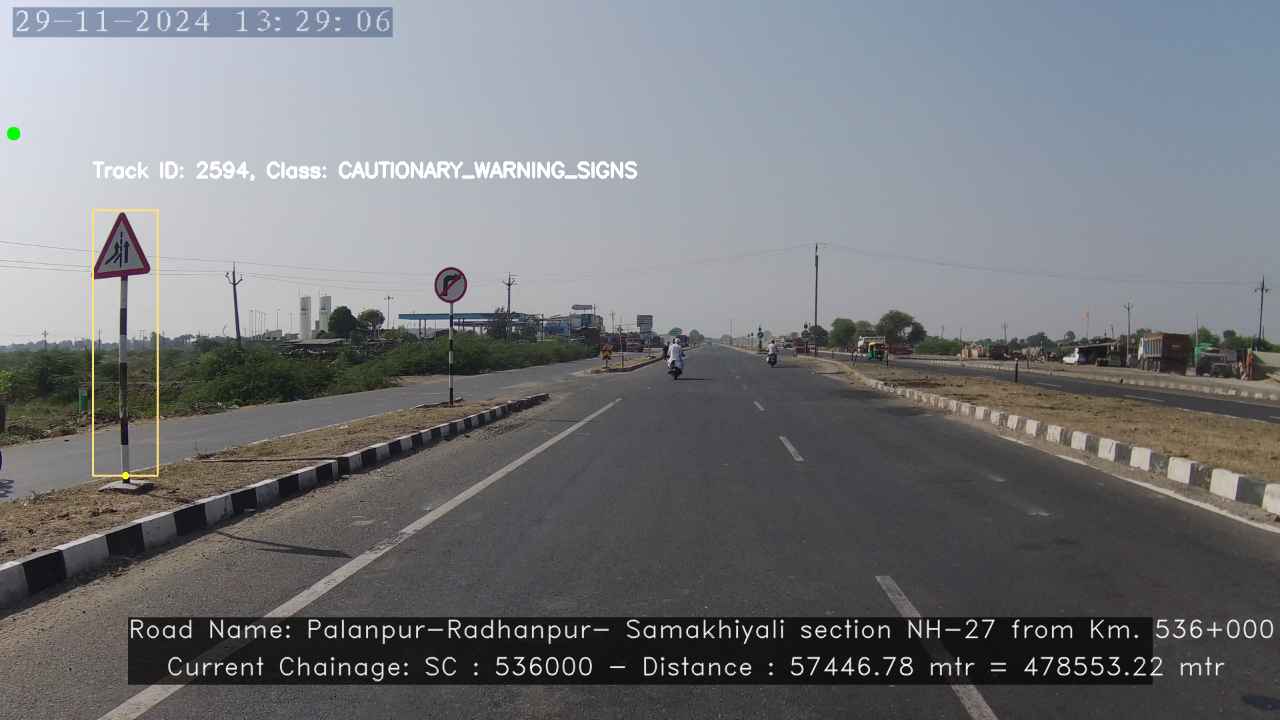 29-11-2024 13:29:06
Track ID: 2594, Class: CAUTIONARY_WARNING_SIGNS
Road Name: Palanpur-Radhanpur- Samakhiyali section NH-27 from Km. 536+000
Current Chainage: SC : 536000 - Distance : 57446.78 mtr = 478553.22 mtr